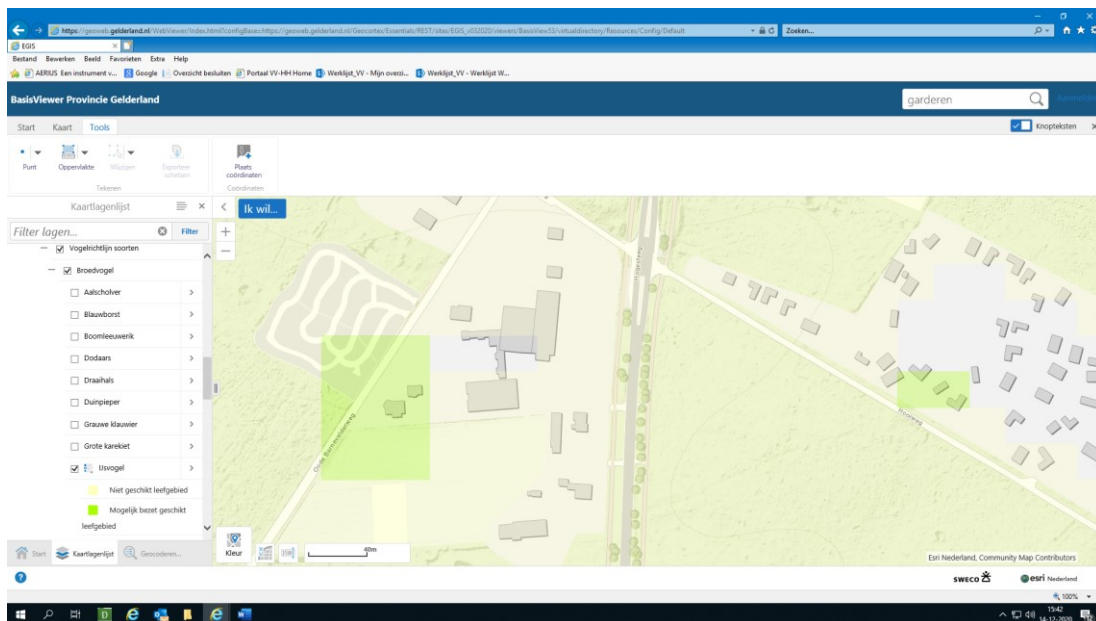 https://geoweb.gelderland.nl/WebViewer/Index.html?configBase=https://geoweb.gelderland.nl/Geocortex/Essentials/REST/sites/EGIS_v032020/viewers/BasisView53/virtualdirectory/Resources/Config/Default
Zoeken...
EGIS
Bestand Bewerken Beeld Favorieten Extra Help
AERIUS Een instrument v... Google Overzicht besluiten Portaal VV-HH Home Werklijst_VV - Mijn overzi... Werklijst_VV - Werklijst W...
BasisViewer Provincie Gelderland
garderen
Start Kaart Tools
Knopteksten
Punt Oppervlakte Wijzigen Exporteer schetsen Plaats coördinaten
Tekenen Coördinaten
Kaartlagenlijst
Ik wil...
Filter lagen... Filter
Vogelrichtlijn soorten
Broedvogel
Aalscholver
Blauwborst
Boomleeuwerik
Dodaars
Draaihals
Duinpieper
Grauwe klauwier
Grote karekiet
IJsvogel
Niet geschikt leefgebied
Mogelijk bezet geschikt
leefgebied
Oude Barnevelderweg
Hooiweg
Start Kaartlagenlijst Geocoderen...
Kleur
40m
Esri Nederland, Community Map Contributors
sweco esri Nederland
100%
15:42
14-12-2020